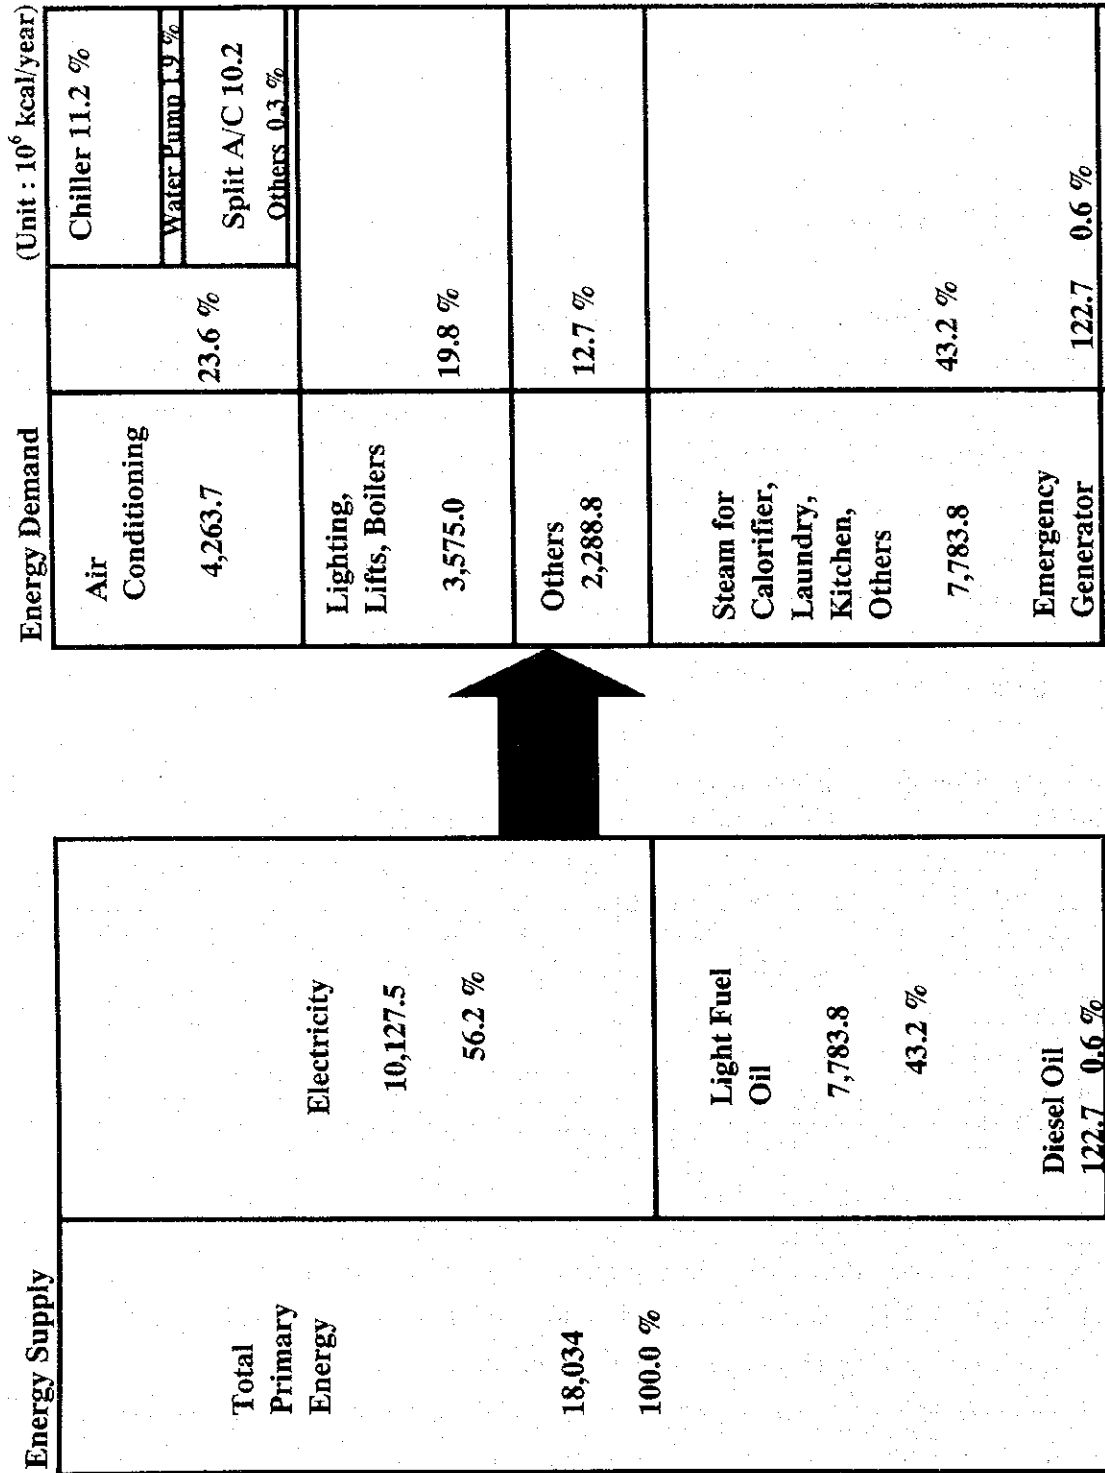 (Unit : 10⁶ kcal/year)
Energy Supply
Total
Primary
Energy
18,034
100.0 %
Electricity
10,127.5
56.2 %
Light Fuel
Oil
7,783.8
43.2 %
Diesel Oil
122.7 0.6 %
Energy Demand
Air
Conditioning
4,263.7
23.6 %
Chiller 11.2 %
Water Pump 1.9 %
Split A/C 10.2
Others 0.3 %
Lighting,
Lifts, Boilers
3,575.0
19.8 %
Others
2,288.8
12.7 %
Steam for
Calorifier,
Laundry,
Kitchen,
Others
7,783.8
43.2 %
Emergency
Generator
122.7 0.6 %